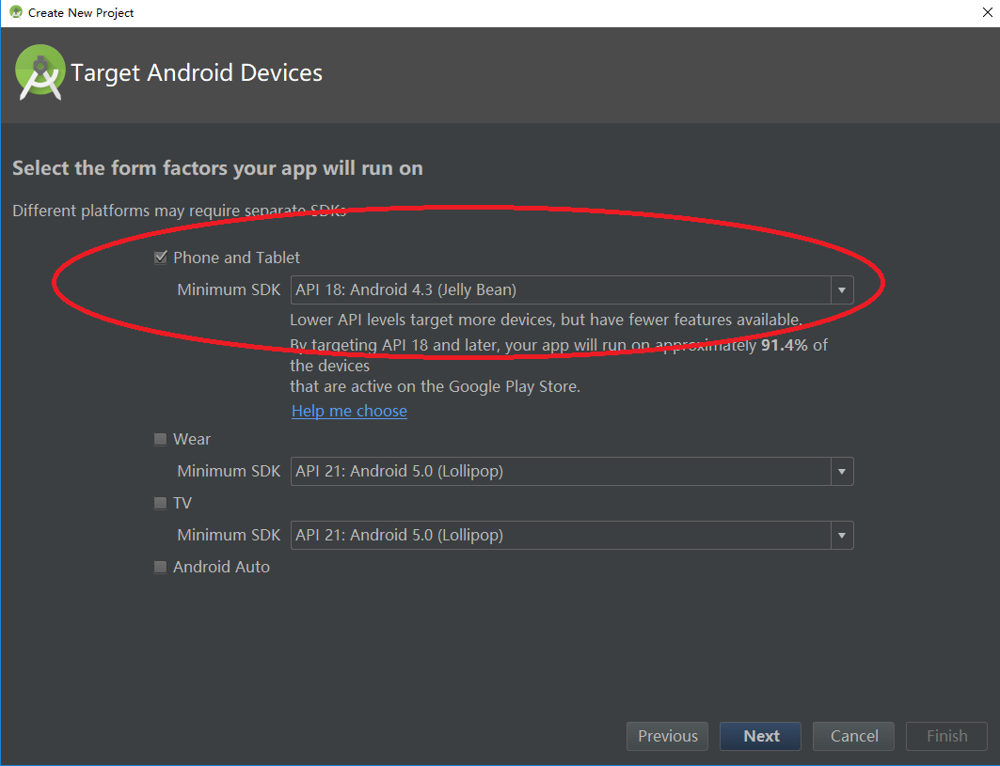 Create New Project
Target Android Devices
Select the form factors your app will run on
Different platforms may require separate SDKs
Phone and Tablet
Minimum SDK API 18: Android 4.3 (Jelly Bean)
Lower API levels target more devices, but have fewer features available.
By targeting API 18 and later, your app will run on approximately 91.4% of
the devices
that are active on the Google Play Store.
Help me choose
Wear
Minimum SDK API 21: Android 5.0 (Lollipop)
TV
Minimum SDK API 21: Android 5.0 (Lollipop)
Android Auto
Previous Next Cancel Finish